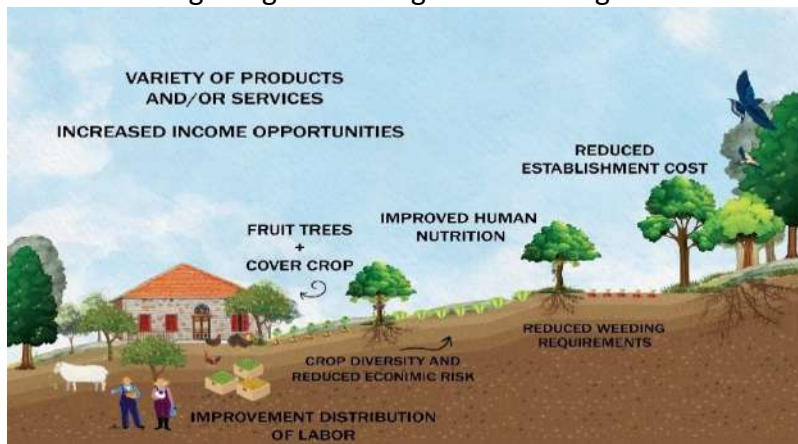 VARIETY OF PRODUCTS
AND/OR SERVICES
INCREASED INCOME OPPORTUNITIES
REDUCED
ESTABLISHMENT COST
IMPROVED HUMAN
NUTRITION
FRUIT TREES
+
COVER CROP
REDUCED WEEDING
REQUIREMENTS
CROP DIVERSITY AND
REDUCED ECONIMIC RISK
IMPROVEMENT DISTRIBUTION
OF LABOR